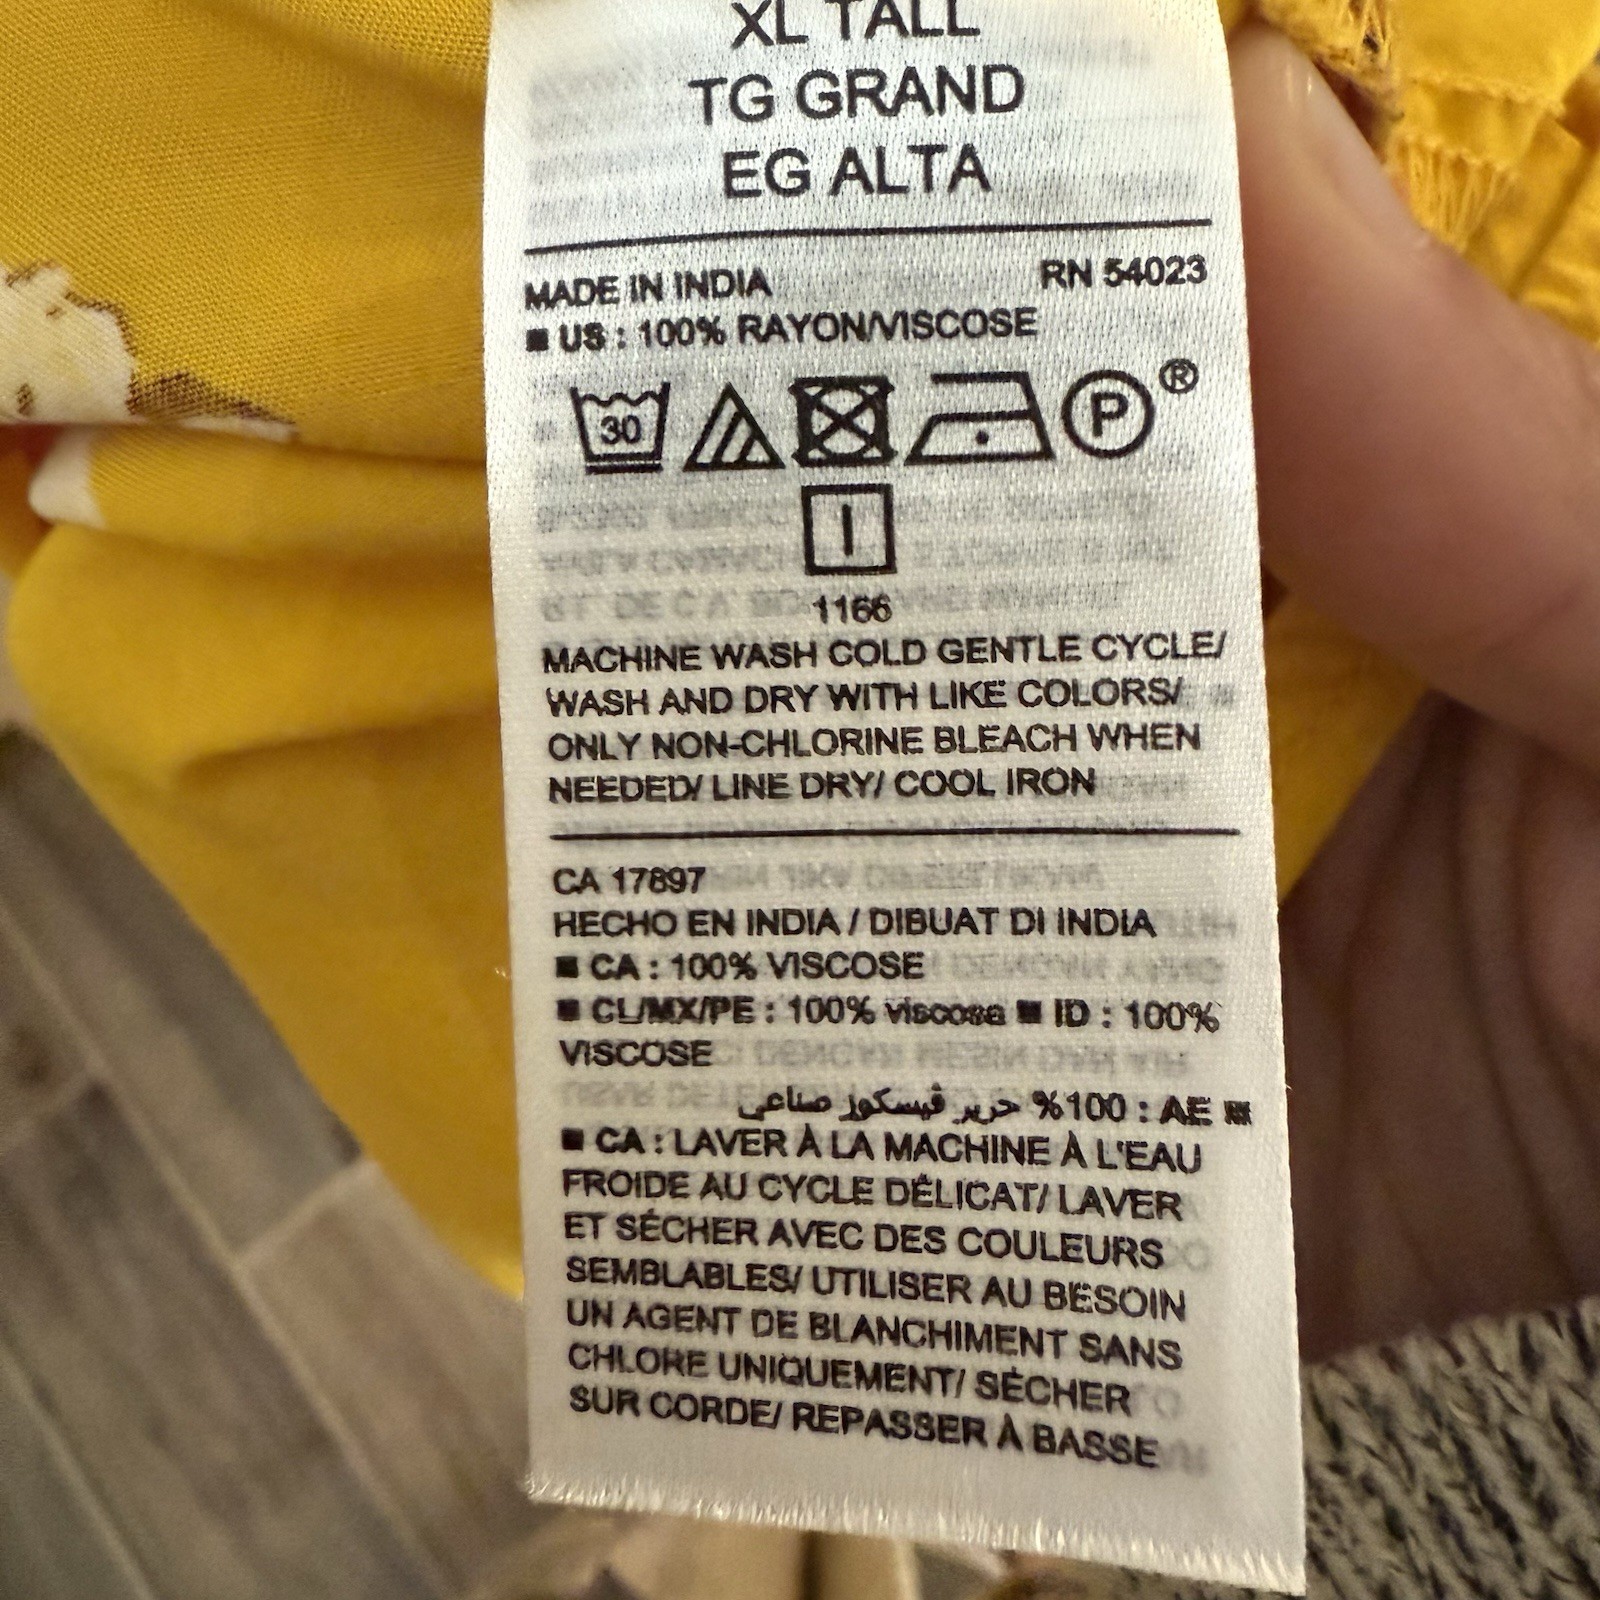 XL TALL
TG GRAND
EG ALTA
MADE IN INDIA RN 54023
■ US : 100% RAYON/VISCOSE
30 P ®
1166
MACHINE WASH COLD GENTLE CYCLE/
WASH AND DRY WITH LIKE COLORS/
ONLY NON-CHLORINE BLEACH WHEN
NEEDED/ LINE DRY/ COOL IRON
CA 17897
HECHO EN INDIA / DIBUAT DI INDIA
■ CA : 100% VISCOSE
■ CL/MX/PE : 100% viscosa ■ ID : 100%
VISCOSE
■ AE : 100% حرير ڤيسكوز صناعي
■ CA : LAVER À LA MACHINE À L'EAU
FROIDE AU CYCLE DÉLICAT/ LAVER
ET SÉCHER AVEC DES COULEURS
SEMBLABLES/ UTILISER AU BESOIN
UN AGENT DE BLANCHIMENT SANS
CHLORE UNIQUEMENT/ SÉCHER
SUR CORDE/ REPASSER À BASSE